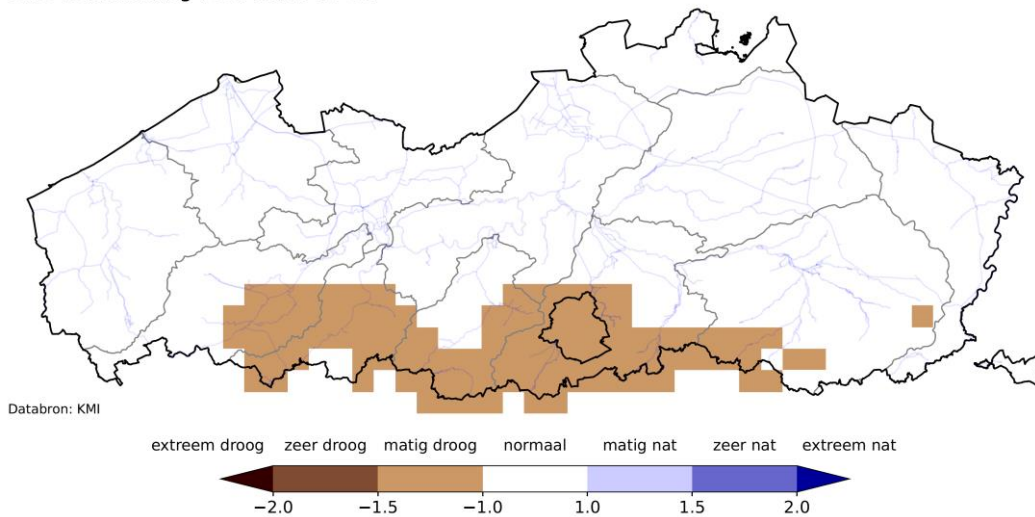 Databron: KMI
extreem droog zeer droog matig droog normaal matig nat zeer nat extreem nat
−2.0 −1.5 −1.0 1.0 1.5 2.0